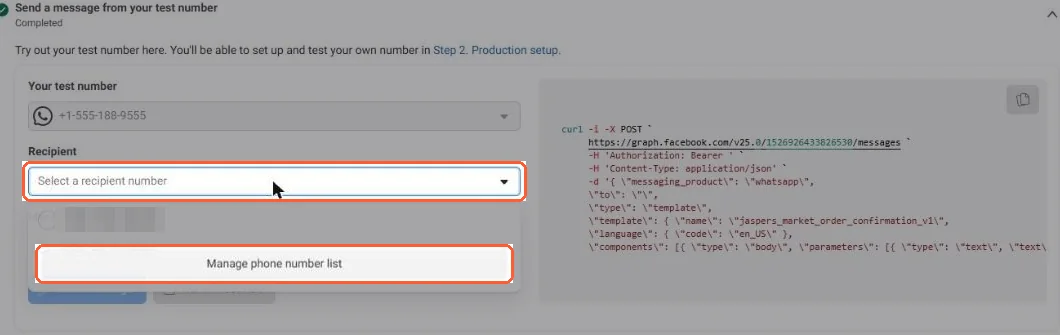 Send a message from your test number
Completed
Try out your test number here. You'll be able to set up and test your own number in Step 2. Production setup.
Your test number
+1-555-188-9555
Recipient
Select a recipient number
Manage phone number list
curl -i -X POST `
https://graph.facebook.com/v25.0/1526926433826530/messages `
-H 'Authorization: Bearer ' `
-H 'Content-Type: application/json' `
-d '{ \"messaging_product\": \"whatsapp\",
\"to\": \"\",
\"type\": \"template\",
\"template\": { \"name\": \"jaspers_market_order_confirmation_v1\",
\"language\": { \"code\": \"en_US\" },
\"components\": [{ \"type\": \"body\", \"parameters\": [{ \"type\": \"text\", \"text\